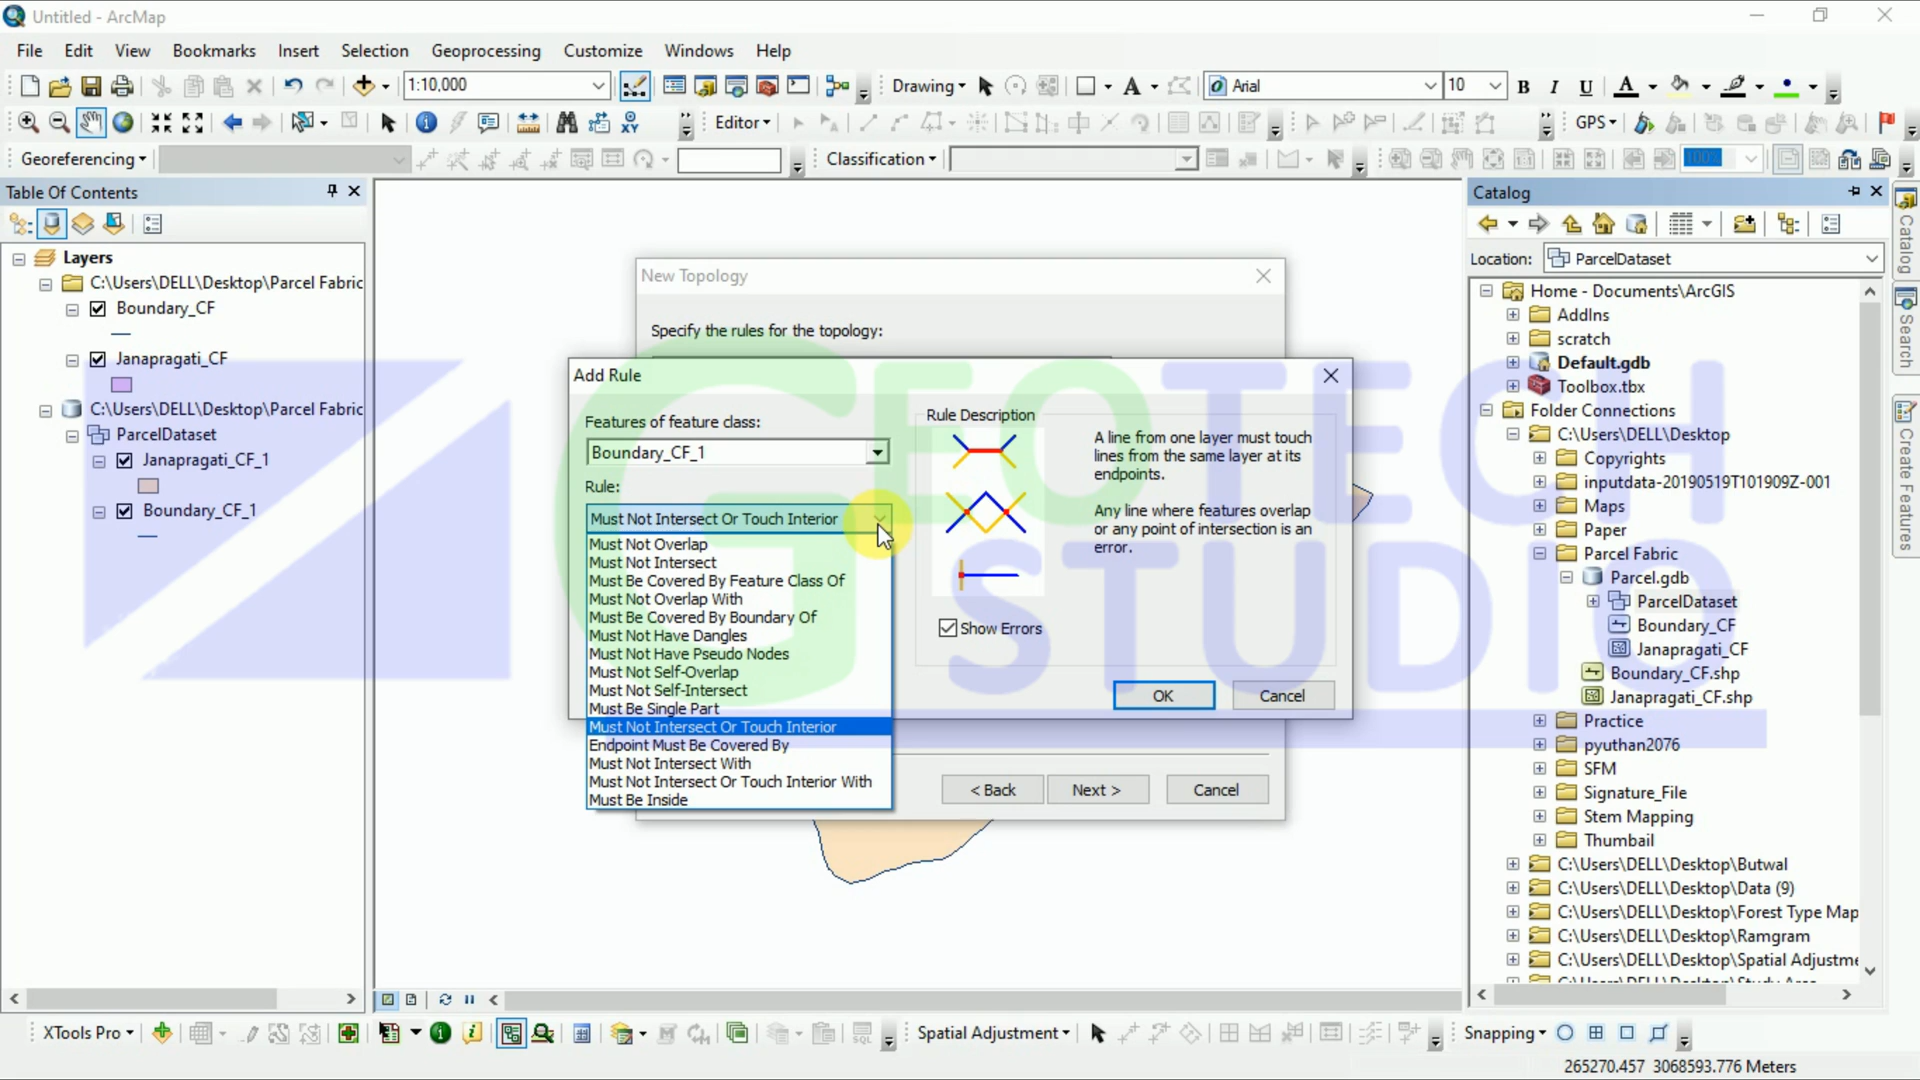 Untitled - ArcMap
File Edit View Bookmarks Insert Selection Geoprocessing Customize Windows Help
1:10,000 Drawing Arial 10 B I U A
Editor GPS
Georeferencing Classification 100%
Table Of Contents
Layers
C:\Users\DELL\Desktop\Parcel Fabric
Boundary_CF
Janapragati_CF
C:\Users\DELL\Desktop\Parcel Fabric
ParcelDataset
Janapragati_CF_1
Boundary_CF_1
New Topology
Specify the rules for the topology:
Add Rule
Features of feature class:
Boundary_CF_1
Rule:
Must Not Intersect Or Touch Interior
Must Not Overlap
Must Not Intersect
Must Be Covered By Feature Class Of
Must Not Overlap With
Must Be Covered By Boundary Of
Must Not Have Dangles
Must Not Have Pseudo Nodes
Must Not Self-Overlap
Must Not Self-Intersect
Must Be Single Part
Must Not Intersect Or Touch Interior
Endpoint Must Be Covered By
Must Not Intersect With
Must Not Intersect Or Touch Interior With
Must Be Inside
Rule Description
A line from one layer must touch
lines from the same layer at its
endpoints.
Any line where features overlap
or any point of intersection is an
error.
Show Errors
OK Cancel
< Back Next > Cancel
GEOTECH
STUDIO
Catalog
Location: ParcelDataset
Home - Documents\ArcGIS
AddIns
scratch
Default.gdb
Toolbox.tbx
Folder Connections
C:\Users\DELL\Desktop
Copyrights
inputdata-20190519T101909Z-001
Maps
Paper
Parcel Fabric
Parcel.gdb
ParcelDataset
Boundary_CF
Janapragati_CF
Boundary_CF.shp
Janapragati_CF.shp
Practice
pyuthan2076
SFM
Signature_File
Stem Mapping
Thumbail
C:\Users\DELL\Desktop\Butwal
C:\Users\DELL\Desktop\Data (9)
C:\Users\DELL\Desktop\Forest Type Map
C:\Users\DELL\Desktop\Ramgram
C:\Users\DELL\Desktop\Spatial Adjustme
Catalog
Search
Create Features
XTools Pro Spatial Adjustment Snapping
265270.457 3068593.776 Meters